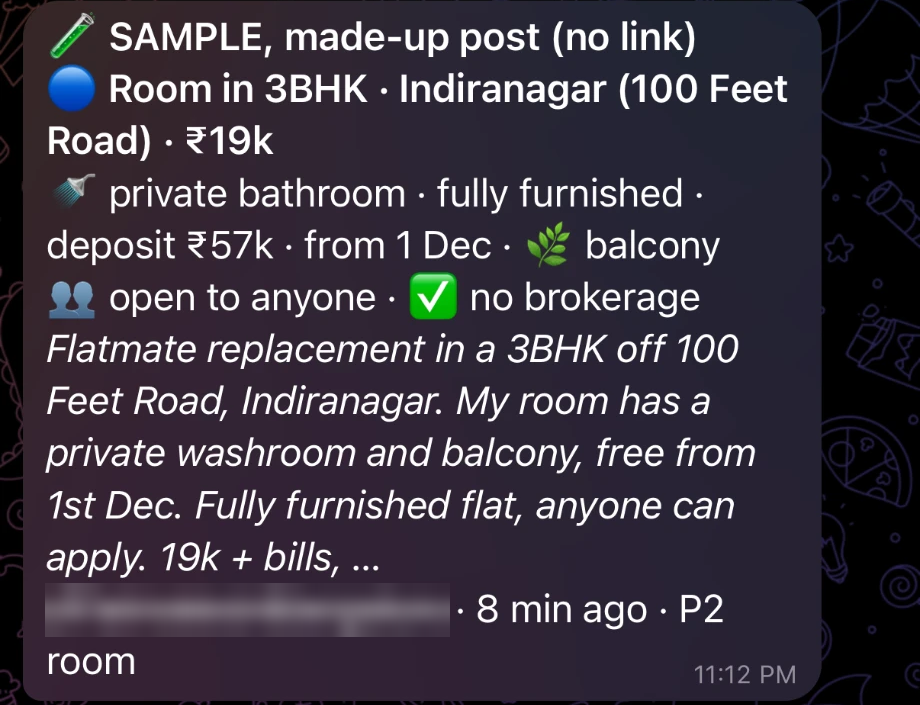 🧪 SAMPLE, made-up post (no link)
🔵 Room in 3BHK · Indiranagar (100 Feet
Road) · ₹19k
🚿 private bathroom · fully furnished ·
deposit ₹57k · from 1 Dec · 🌿 balcony
👥 open to anyone · ✅ no brokerage
Flatmate replacement in a 3BHK off 100
Feet Road, Indiranagar. My room has a
private washroom and balcony, free from
1st Dec. Fully furnished flat, anyone can
apply. 19k + bills, ...
· 8 min ago · P2
room
11:12 PM